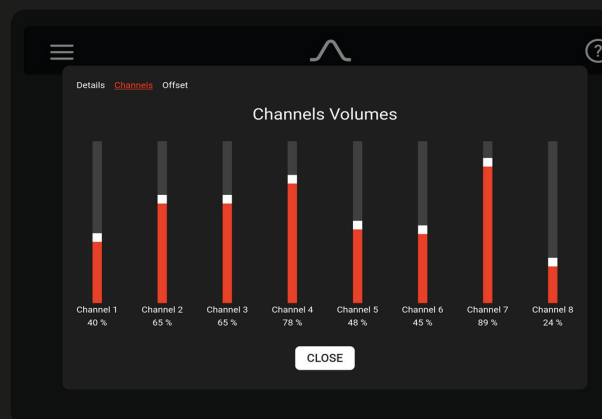 ?
Details Channels Offset
Channels Volumes
Channel 1 Channel 2 Channel 3 Channel 4 Channel 5 Channel 6 Channel 7 Channel 8
40 % 65 % 65 % 78 % 48 % 45 % 89 % 24 %
CLOSE